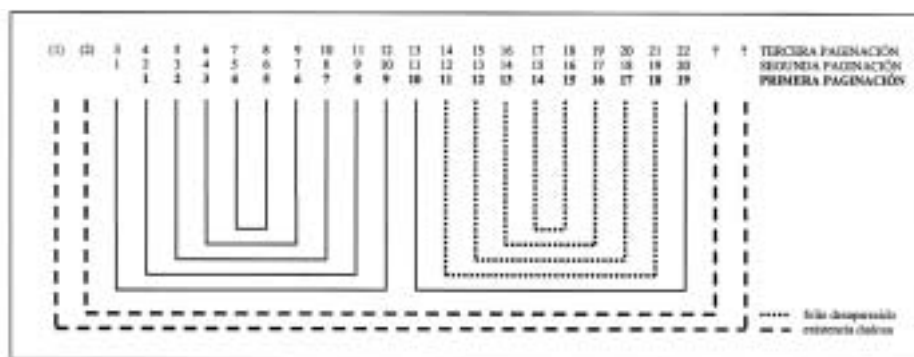 (1) (2) 3 4 5 6 7 8 9 10 11 12 13 14 15 16 17 18 19 20 21 22 ? ? TERCERA PAGINACIÓN
1 2 3 4 5 6 7 8 9 10 11 12 13 14 15 16 17 18 19 20 SEGUNDA PAGINACIÓN
1 2 3 4 5 6 7 8 9 10 11 12 13 14 15 16 17 18 19 PRIMERA PAGINACIÓN
folio desaparecido
existencia dudosa